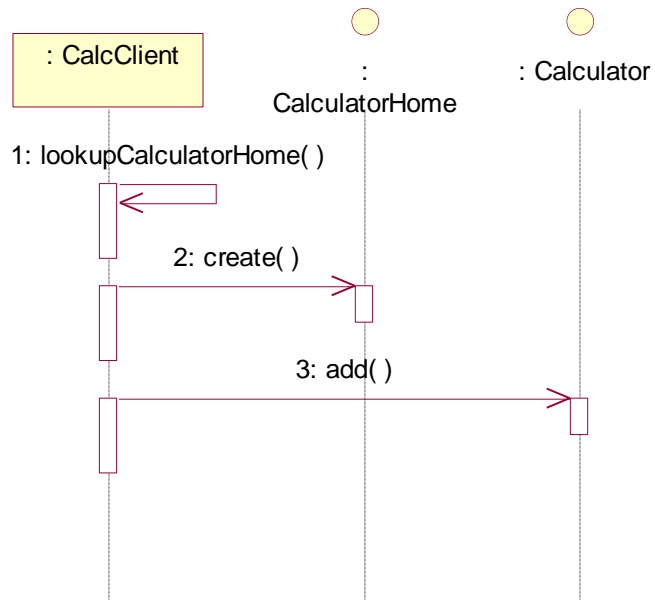 : CalcClient
:
CalculatorHome
: Calculator
1: lookupCalculatorHome( )
2: create( )
3: add( )